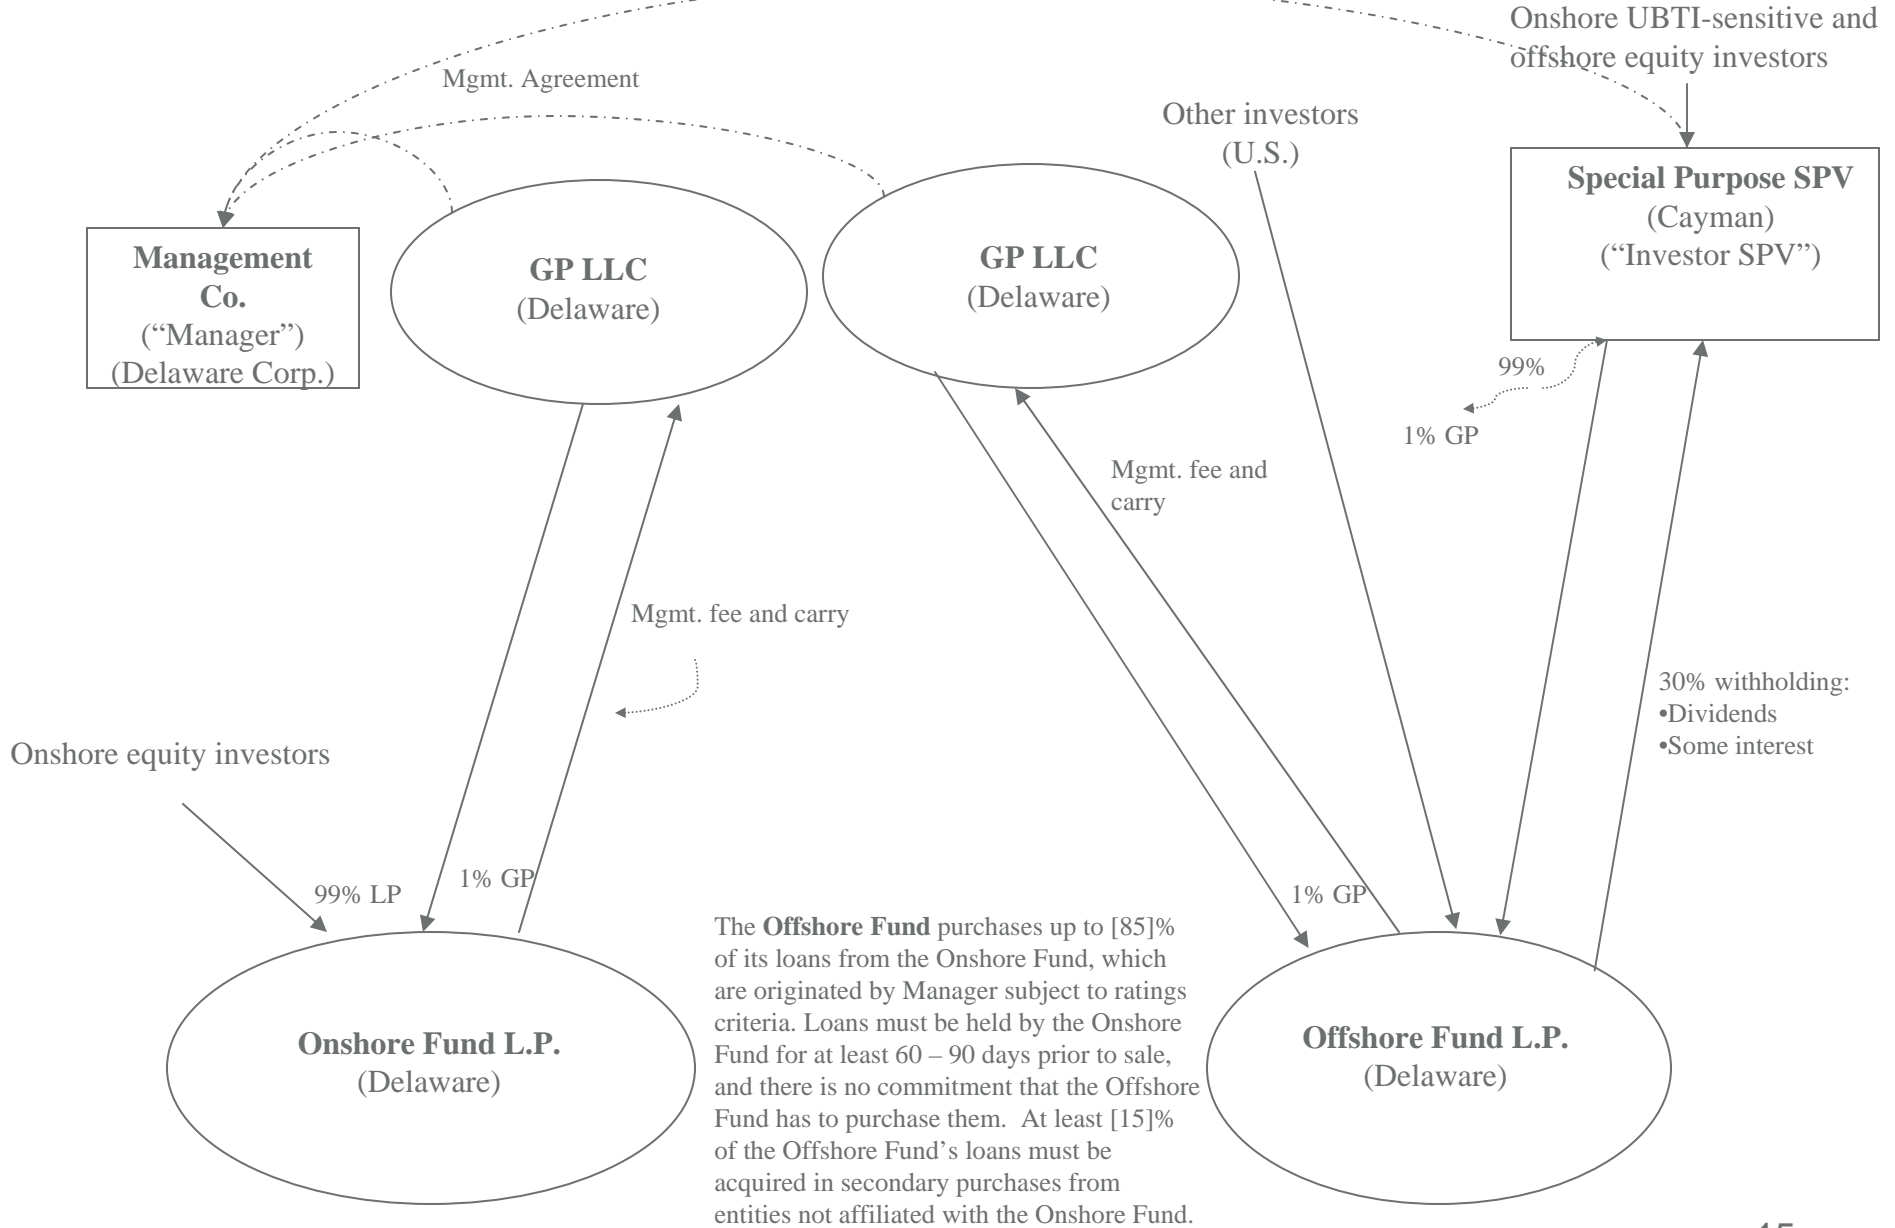 Onshore UBTI-sensitive and
offshore equity investors
Mgmt. Agreement
Other investors
(U.S.)
Special Purpose SPV
(Cayman)
(“Investor SPV”)
Management
Co.
(“Manager”)
(Delaware Corp.)
GP LLC
(Delaware)
GP LLC
(Delaware)
99%
1% GP
Mgmt. fee and
carry
Mgmt. fee and carry
30% withholding:
•Dividends
•Some interest
Onshore equity investors
99% LP
1% GP
1% GP
The Offshore Fund purchases up to [85]%
of its loans from the Onshore Fund, which
are originated by Manager subject to ratings
criteria. Loans must be held by the Onshore
Fund for at least 60 – 90 days prior to sale,
and there is no commitment that the Offshore
Fund has to purchase them. At least [15]%
of the Offshore Fund’s loans must be
acquired in secondary purchases from
entities not affiliated with the Onshore Fund.
Onshore Fund L.P.
(Delaware)
Offshore Fund L.P.
(Delaware)